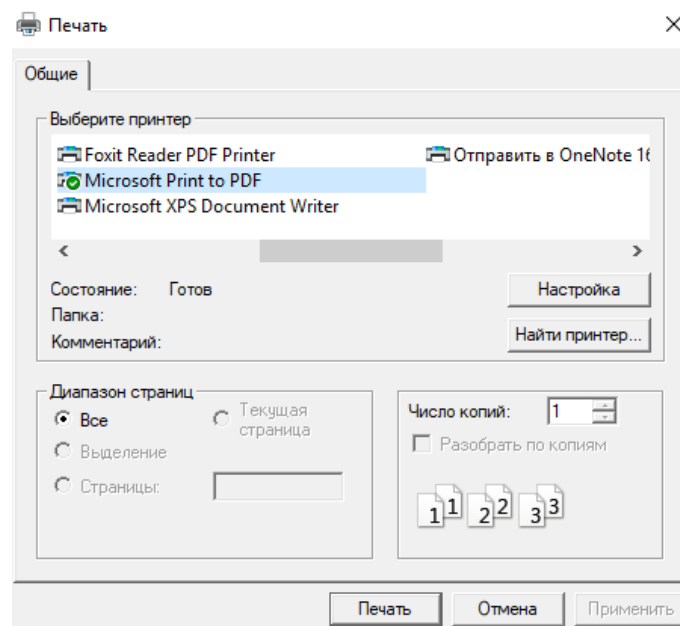 Печать
Общие
Выберите принтер
Foxit Reader PDF Printer
Отправить в OneNote 16
Microsoft Print to PDF
Microsoft XPS Document Writer
Состояние: Готов
Настройка
Папка:
Найти принтер...
Комментарий:
Диапазон страниц
Все
Текущая
страница
Выделение
Страницы:
Число копий: 1
Разобрать по копиям
1 1 2 2 3 3
Печать Отмена Применить